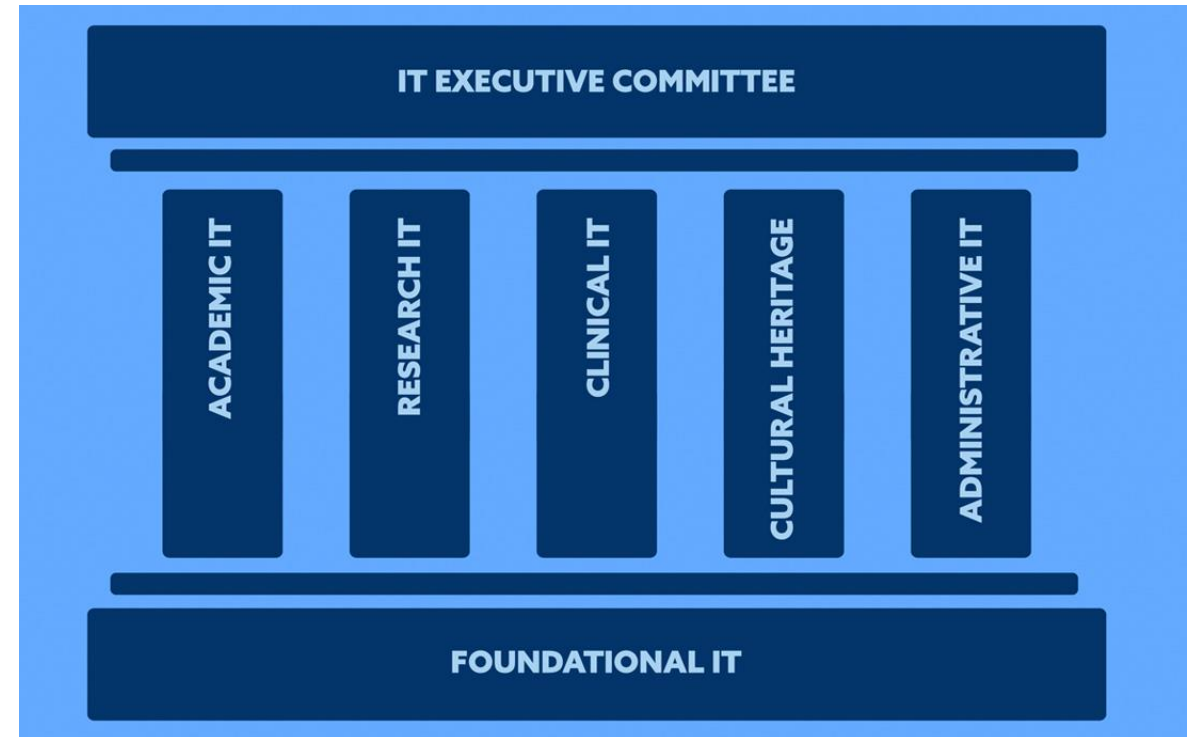 IT EXECUTIVE COMMITTEE
ACADEMIC IT
RESEARCH IT
CLINICAL IT
CULTURAL HERITAGE
ADMINISTRATIVE IT
FOUNDATIONAL IT